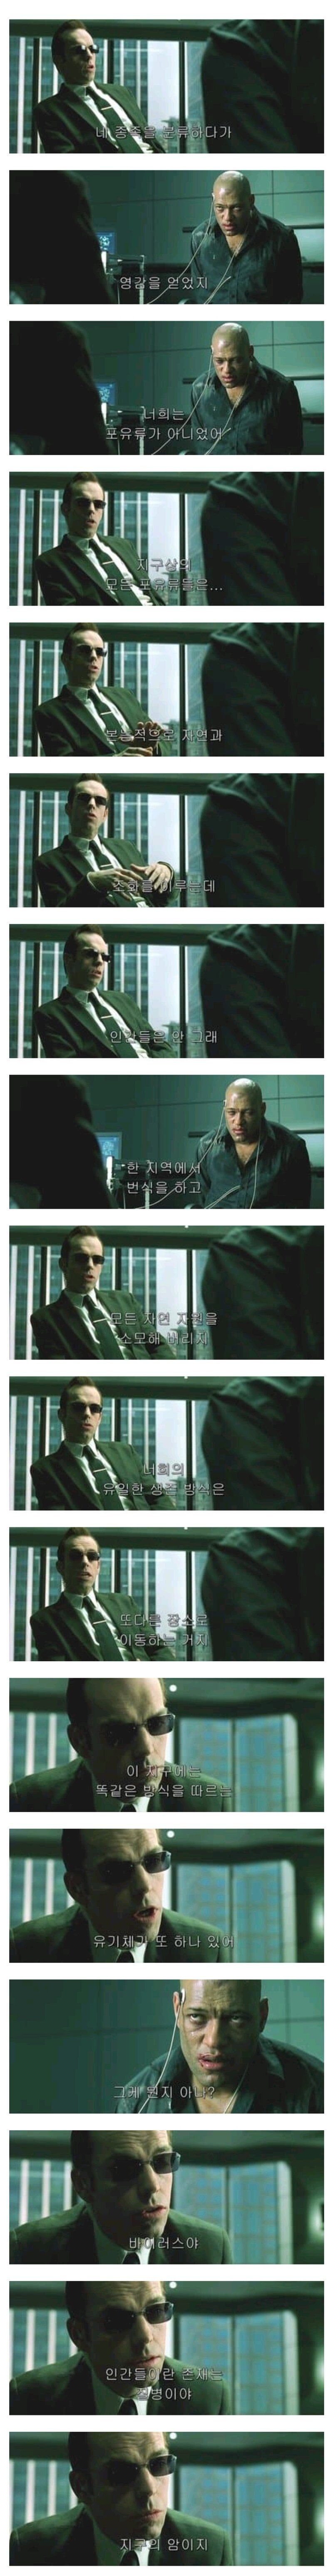 네 종족을 분류하다가
영감을 얻었지
너희는
포유류가 아니었어
지구상의
모든 포유류들은...
본능적으로 자연과
조화를 이루는데
인간들은 안 그래
한 지역에서
번식을 하고
모든 자연 자원을
소모해 버리지
너희의
유일한 생존 방식은
또다른 장소로
이동하는 거지
이 지구에는
똑같은 방식을 따르는
유기체가 또 하나 있어
그게 뭔지 아나?
바이러스야
인간들이란 존재는
질병이야
지구의 암이지